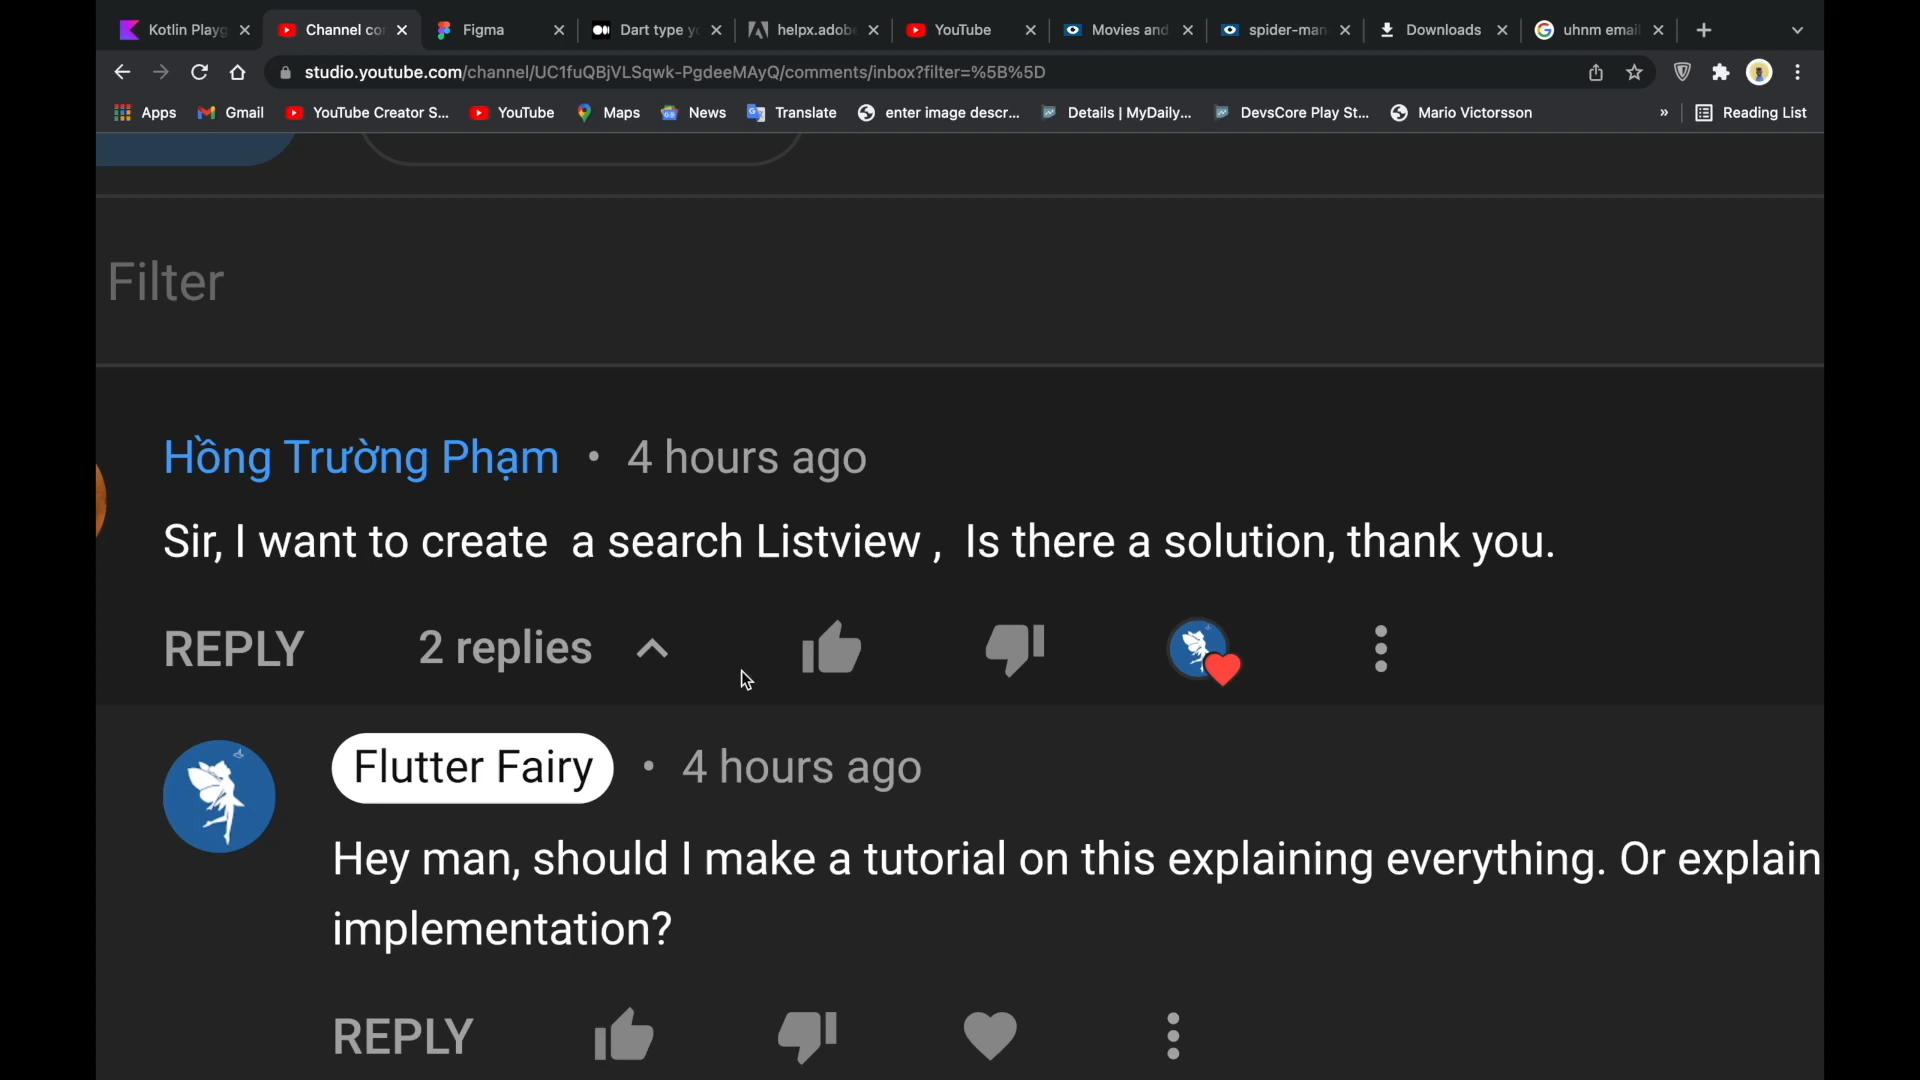 Kotlin Playg
Channel co
Figma
Dart type y
helpx.adobe
YouTube
Movies and
spider-man
Downloads
uhnm email
studio.youtube.com/channel/UC1fuQBjVLSqwk-PgdeeMAyQ/comments/inbox?filter=%5B%5D
Apps
Gmail
YouTube Creator S...
YouTube
Maps
News
Translate
enter image descr...
Details | MyDaily...
DevsCore Play St...
Mario Victorsson
»
Reading List
Filter
Hồng Trường Phạm • 4 hours ago
Sir, I want to create a search Listview , Is there a solution, thank you.
REPLY 2 replies
Flutter Fairy • 4 hours ago
Hey man, should I make a tutorial on this explaining everything. Or explain
implementation?
REPLY